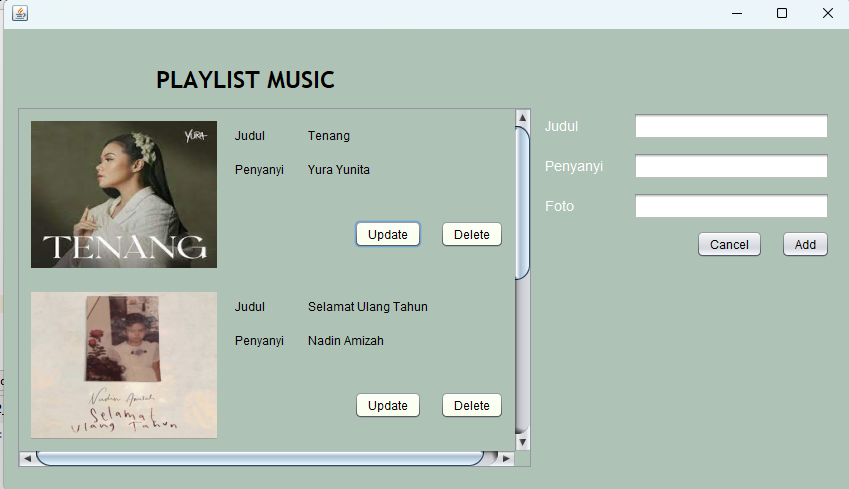 PLAYLIST MUSIC
YURA
TENANG
Judul Tenang
Penyanyi Yura Yunita
Update Delete
Nadin Amizah
Selamat
ulang Tahun
Judul Selamat Ulang Tahun
Penyanyi Nadin Amizah
Update Delete
Judul
Penyanyi
Foto
Cancel Add